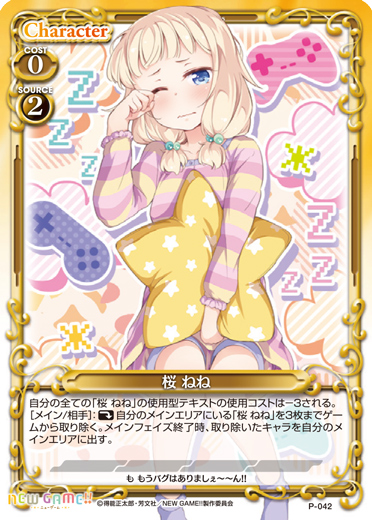 Character
COST
0
SOURCE
2
Z
Z
Z
Z
Z
Z
Z
桜 ねね
自分の全ての「桜 ねね」の使用型テキストの使用コストは−3される。
[メイン/相手]:自分のメインエリアにいる「桜 ねね」を3枚までゲー
ムから取り除く。メインフェイズ終了時、取り除いたキャラを自分のメ
インエリアに出す。
も もうバグはありましぇ〜〜ん!!
NEW GAME!!
©得能正太郎・芳文社/NEW GAME!!製作委員会
P-042